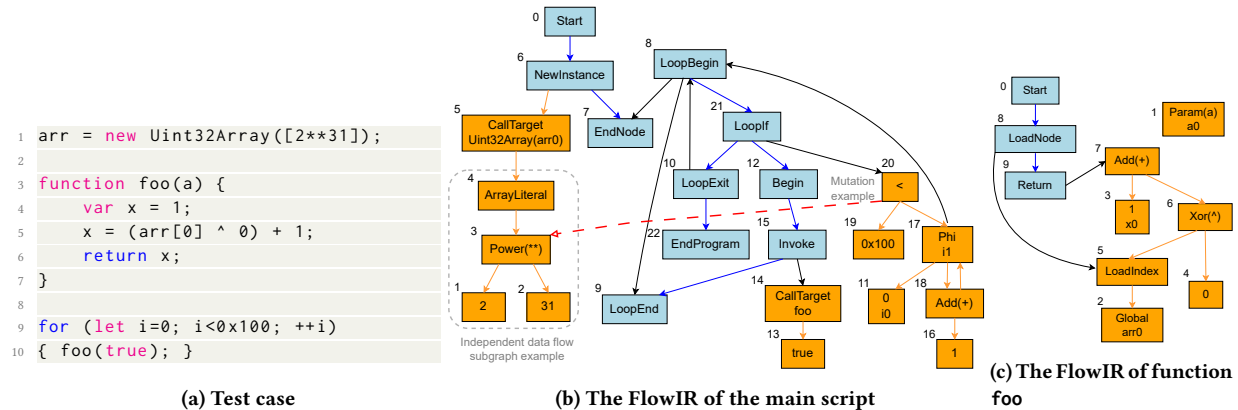 1 arr = new Uint32Array([2**31]);
2
3 function foo(a) {
4 var x = 1;
5 x = (arr[0] ^ 0) + 1;
6 return x;
7 }
8
9 for (let i=0; i<0x100; ++i)
10 { foo(true); }
(a) Test case
0
Start
6
NewInstance
5
CallTarget
Uint32Array(arr0)
7
EndNode
4
ArrayLiteral
3
Power(**)
1
2
2
31
Independent data flow
subgraph example
8
LoopBegin
21
LoopIf
10
LoopExit
12
Begin
20
<
Mutation
example
22
EndProgram
15
Invoke
19
0x100
17
Phi
i1
9
LoopEnd
14
CallTarget
foo
11
0
i0
18
Add(+)
13
true
16
1
(b) The FlowIR of the main script
0
Start
1
Param(a)
a0
8
LoadNode
9
Return
7
Add(+)
3
1
x0
6
Xor(^)
5
LoadIndex
4
0
2
Global
arr0
(c) The FlowIR of function
foo